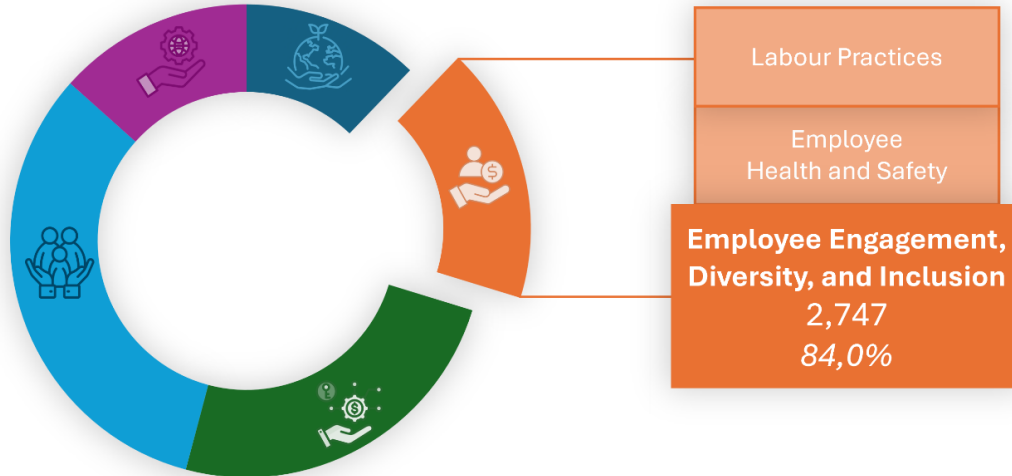 Labour Practices
Employee
Health and Safety
Employee Engagement,
Diversity, and Inclusion
2,747
84,0%
$
$